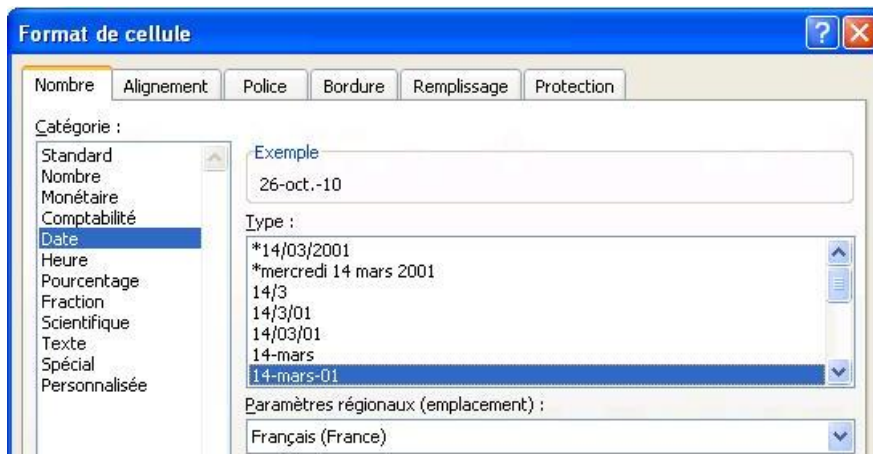 Format de cellule
Nombre Alignement Police Bordure Remplissage Protection
Catégorie :
Standard
Nombre
Monétaire
Comptabilité
Date
Heure
Pourcentage
Fraction
Scientifique
Texte
Spécial
Personnalisée
Exemple
26-oct.-10
Type :
*14/03/2001
*mercredi 14 mars 2001
14/3
14/3/01
14/03/01
14-mars
14-mars-01
Paramètres régionaux (emplacement) :
Français (France)